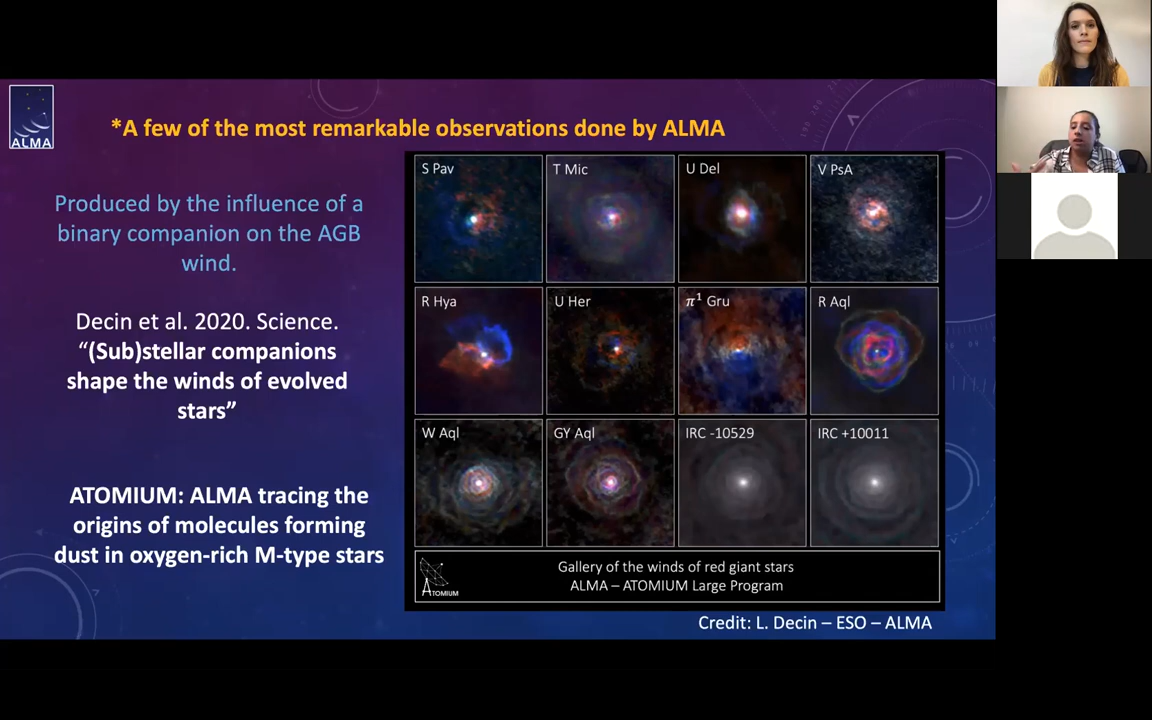 ALMA
*A few of the most remarkable observations done by ALMA
Produced by the influence of a
binary companion on the AGB
wind.
Decin et al. 2020. Science.
“(Sub)stellar companions
shape the winds of evolved
stars”
ATOMIUM: ALMA tracing the
origins of molecules forming
dust in oxygen-rich M-type stars
S Pav
T Mic
U Del
V PsA
R Hya
U Her
π¹ Gru
R Aql
W Aql
GY Aql
IRC -10529
IRC +10011
ATOMIUM
Gallery of the winds of red giant stars
ALMA – ATOMIUM Large Program
Credit: L. Decin – ESO – ALMA